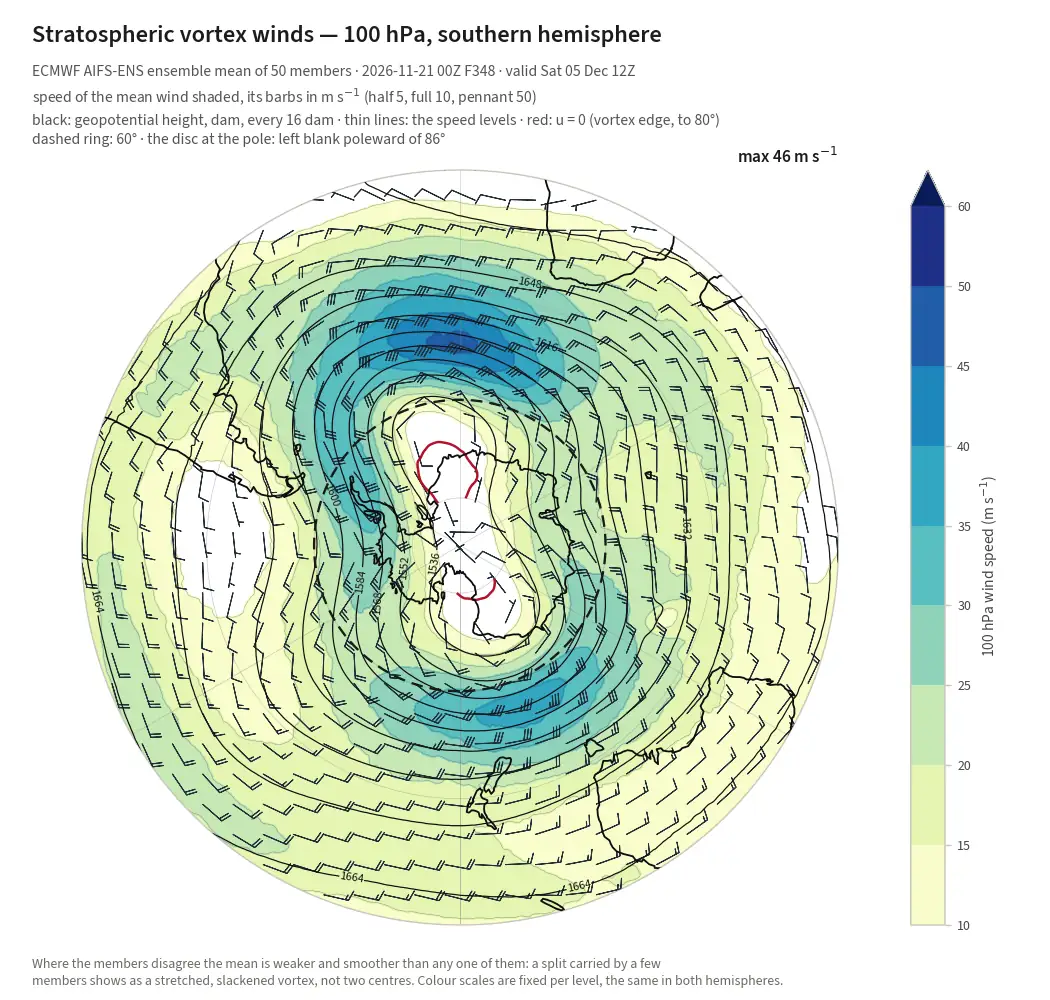 Stratospheric vortex winds — 100 hPa, southern hemisphere
ECMWF AIFS-ENS ensemble mean of 50 members · 2026-11-21 00Z F348 · valid Sat 05 Dec 12Z
speed of the mean wind shaded, its barbs in m s⁻¹ (half 5, full 10, pennant 50)
black: geopotential height, dam, every 16 dam · thin lines: the speed levels · red: u = 0 (vortex edge, to 80°)
dashed ring: 60° · the disc at the pole: left blank poleward of 86°
max 46 m s⁻¹
60
50
45
40
35
30
25
20
15
10
100 hPa wind speed (m s⁻¹)
1648
1616
1600
1632
1536
1552
1584
1568
1664
1664
1664
Where the members disagree the mean is weaker and smoother than any one of them: a split carried by a few
members shows as a stretched, slackened vortex, not two centres. Colour scales are fixed per level, the same in both hemispheres.